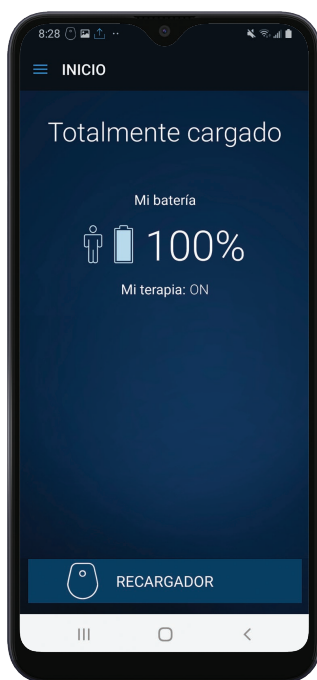 8:28
INICIO
Totalmente cargado
Mi batería
100%
Mi terapia: ON
RECARGADOR